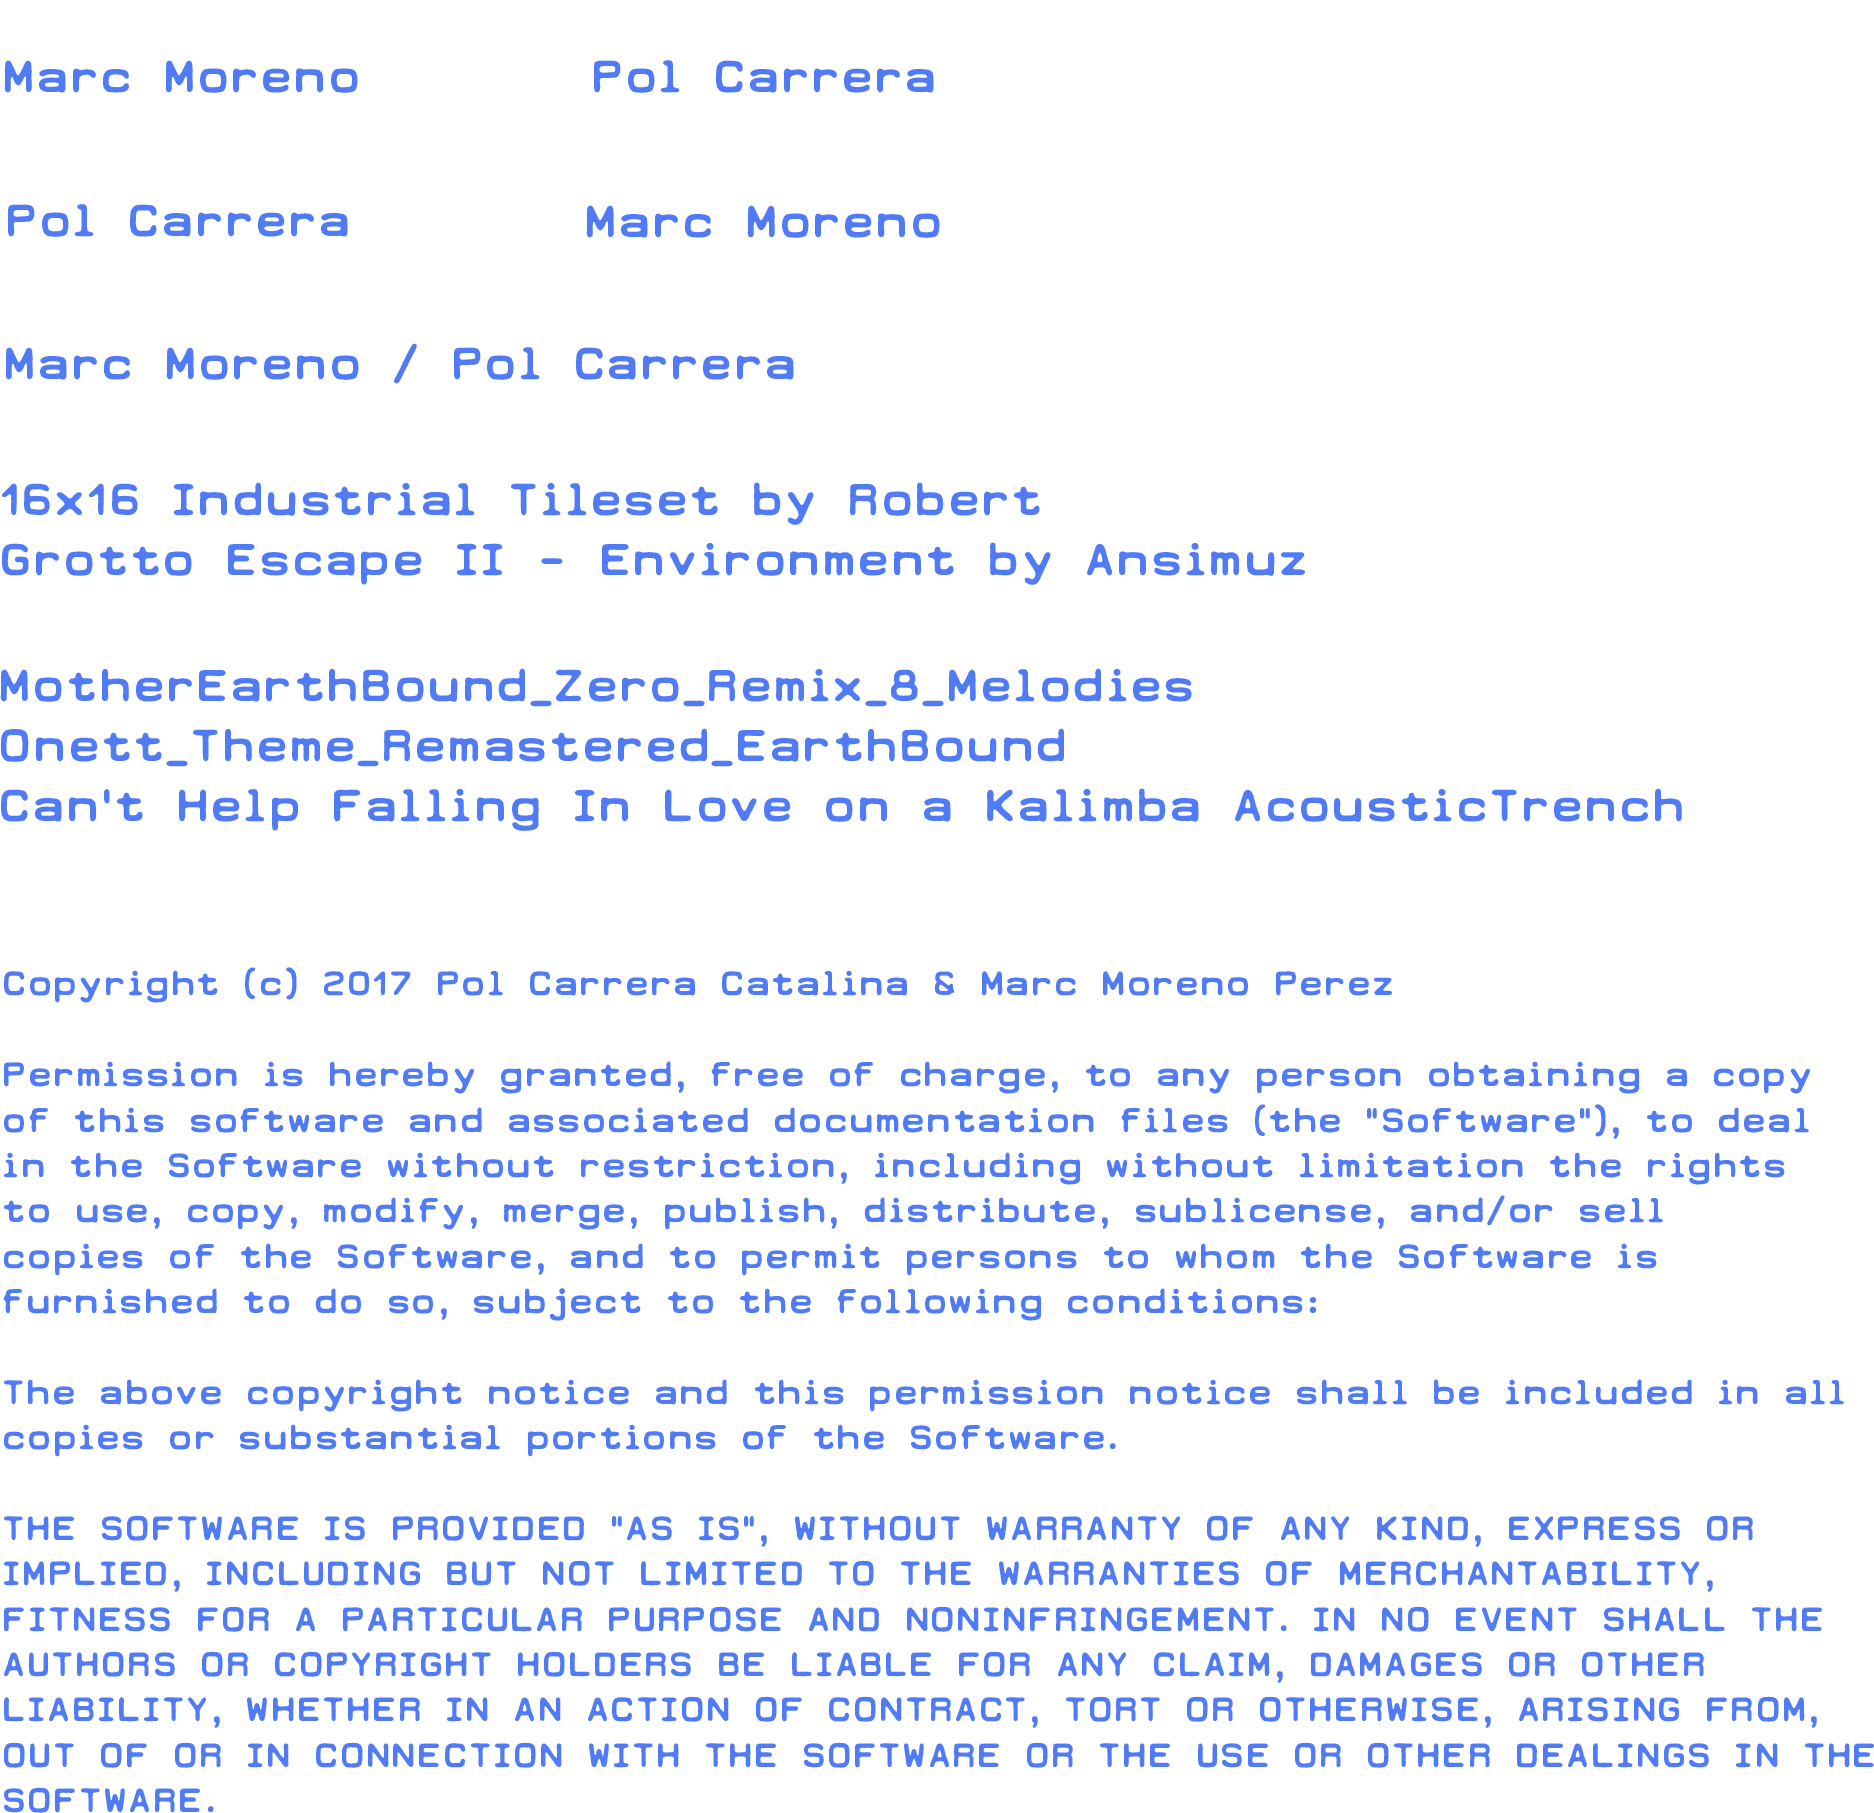 Marc Moreno Pol Carrera
Pol Carrera Marc Moreno
Marc Moreno / Pol Carrera
16x16 Industrial Tileset by Robert
Grotto Escape II - Environment by Ansimuz
MotherEarthBound_Zero_Remix_8_Melodies
Onett_Theme_Remastered_EarthBound
Can't Help Falling In Love on a Kalimba AcousticTrench
Copyright (c) 2017 Pol Carrera Catalina & Marc Moreno Perez
Permission is hereby granted, free of charge, to any person obtaining a copy
of this software and associated documentation files (the "Software"), to deal
in the Software without restriction, including without limitation the rights
to use, copy, modify, merge, publish, distribute, sublicense, and/or sell
copies of the Software, and to permit persons to whom the Software is
furnished to do so, subject to the following conditions:
The above copyright notice and this permission notice shall be included in all
copies or substantial portions of the Software.
THE SOFTWARE IS PROVIDED "AS IS", WITHOUT WARRANTY OF ANY KIND, EXPRESS OR
IMPLIED, INCLUDING BUT NOT LIMITED TO THE WARRANTIES OF MERCHANTABILITY,
FITNESS FOR A PARTICULAR PURPOSE AND NONINFRINGEMENT. IN NO EVENT SHALL THE
AUTHORS OR COPYRIGHT HOLDERS BE LIABLE FOR ANY CLAIM, DAMAGES OR OTHER
LIABILITY, WHETHER IN AN ACTION OF CONTRACT, TORT OR OTHERWISE, ARISING FROM,
OUT OF OR IN CONNECTION WITH THE SOFTWARE OR THE USE OR OTHER DEALINGS IN THE
SOFTWARE.